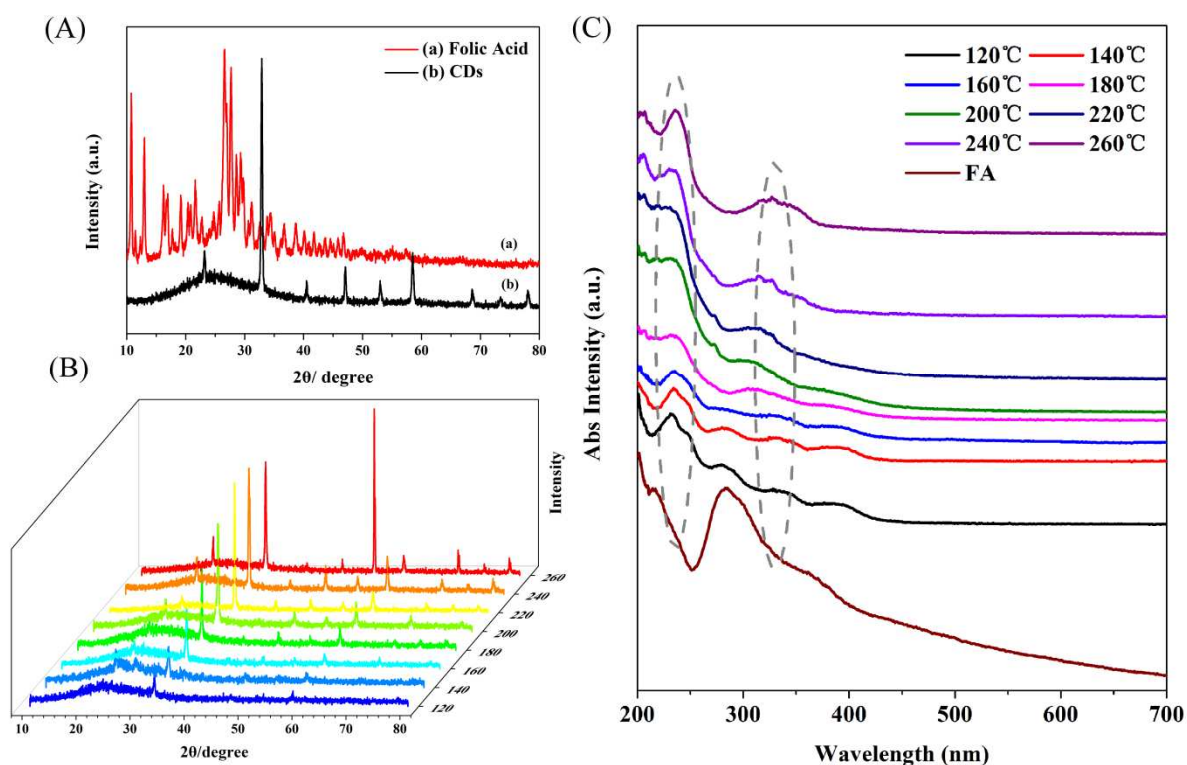 (A)
(a) Folic Acid
(b) CDs
Intensity (a.u.)
(a)
(b)
10 20 30 40 50 60 70 80
2θ/ degree
(B)
Intensity
260
240
220
200
180
160
140
120
10 20 30 40 50 60 70 80
2θ/degree
(C)
120℃ 140℃
160℃ 180℃
200℃ 220℃
240℃ 260℃
FA
Abs Intensity (a.u.)
200 300 400 500 600 700
Wavelength (nm)